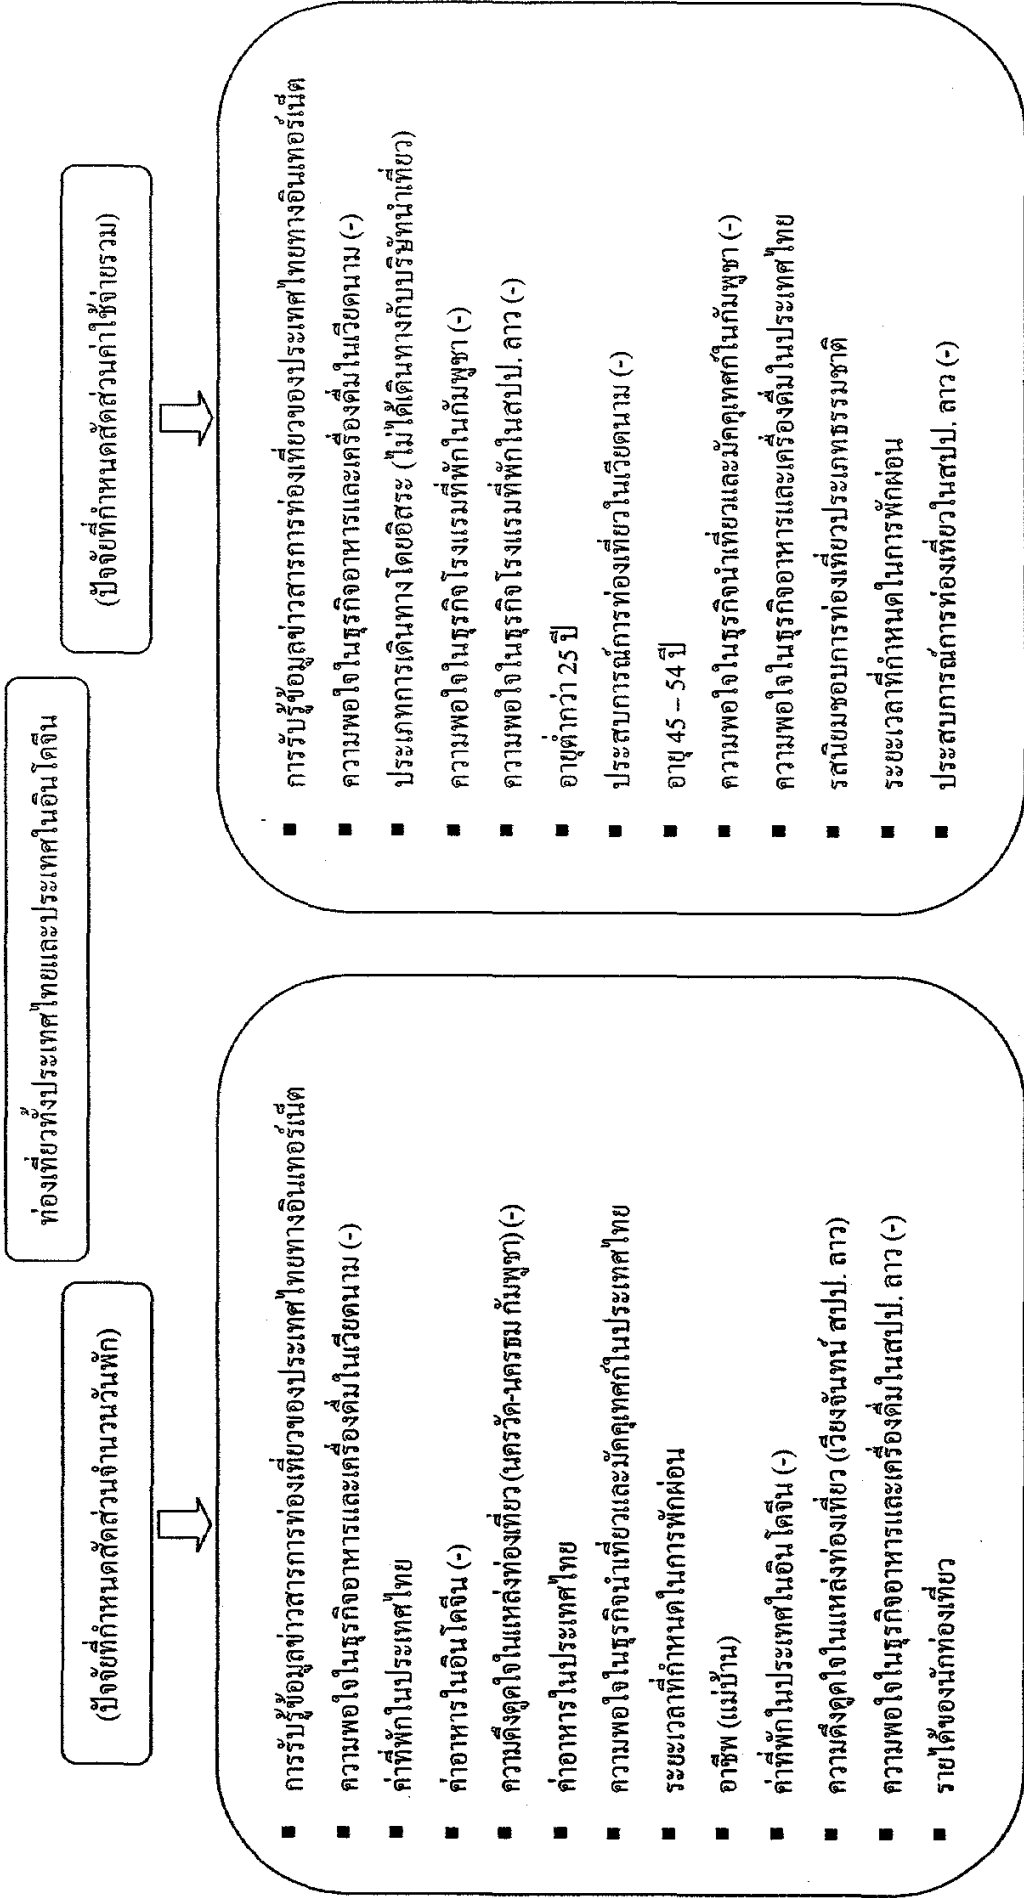 ท่องเที่ยวทั้งประเทศไทยและประเทศในอินโดจีน
(ปัจจัยที่กำหนดสัดส่วนจำนวนวันพัก)
(ปัจจัยที่กำหนดสัดส่วนค่าใช้จ่ายรวม)
■ การรับรู้ข้อมูลข่าวสารการท่องเที่ยวของประเทศไทยทางอินเทอร์เน็ต
■ ความพอใจในธุรกิจอาหารและเครื่องดื่มในเวียดนาม (-)
■ ค่าที่พักในประเทศไทย
■ ค่าอาหารในอินโดจีน (-)
■ ความดึงดูดใจในแหล่งท่องเที่ยว (นครวัด-นครธม กัมพูชา) (-)
■ ค่าอาหารในประเทศไทย
■ ความพอใจในธุรกิจนำเที่ยวและมัคคุเทศก์ในประเทศไทย
■ ระยะเวลาที่กำหนดในการพักผ่อน
■ อาชีพ (แม่บ้าน)
■ ค่าที่พักในประเทศในอินโดจีน (-)
■ ความดึงดูดใจในแหล่งท่องเที่ยว (เวียงจันทน์ สปป. ลาว)
■ ความพอใจในธุรกิจอาหารและเครื่องดื่มในสปป. ลาว (-)
■ รายได้ของนักท่องเที่ยว
■ การรับรู้ข้อมูลข่าวสารการท่องเที่ยวของประเทศไทยทางอินเทอร์เน็ต
■ ความพอใจในธุรกิจอาหารและเครื่องดื่มในเวียดนาม (-)
■ ประเภทการเดินทางโดยอิสระ (ไม่ได้เดินทางกับบริษัทนำเที่ยว)
■ ความพอใจในธุรกิจโรงแรมที่พักในกัมพูชา (-)
■ ความพอใจในธุรกิจโรงแรมที่พักในสปป. ลาว (-)
■ อายุต่ำกว่า 25 ปี
■ ประสบการณ์การท่องเที่ยวในเวียดนาม (-)
■ อายุ 45 – 54 ปี
■ ความพอใจในธุรกิจนำเที่ยวและมัคคุเทศก์ในกัมพูชา (-)
■ ความพอใจในธุรกิจอาหารและเครื่องดื่มในประเทศไทย
■ รสนิยมชอบการท่องเที่ยวประเภทธรรมชาติ
■ ระยะเวลาที่กำหนดในการพักผ่อน
■ ประสบการณ์การท่องเที่ยวในสปป. ลาว (-)